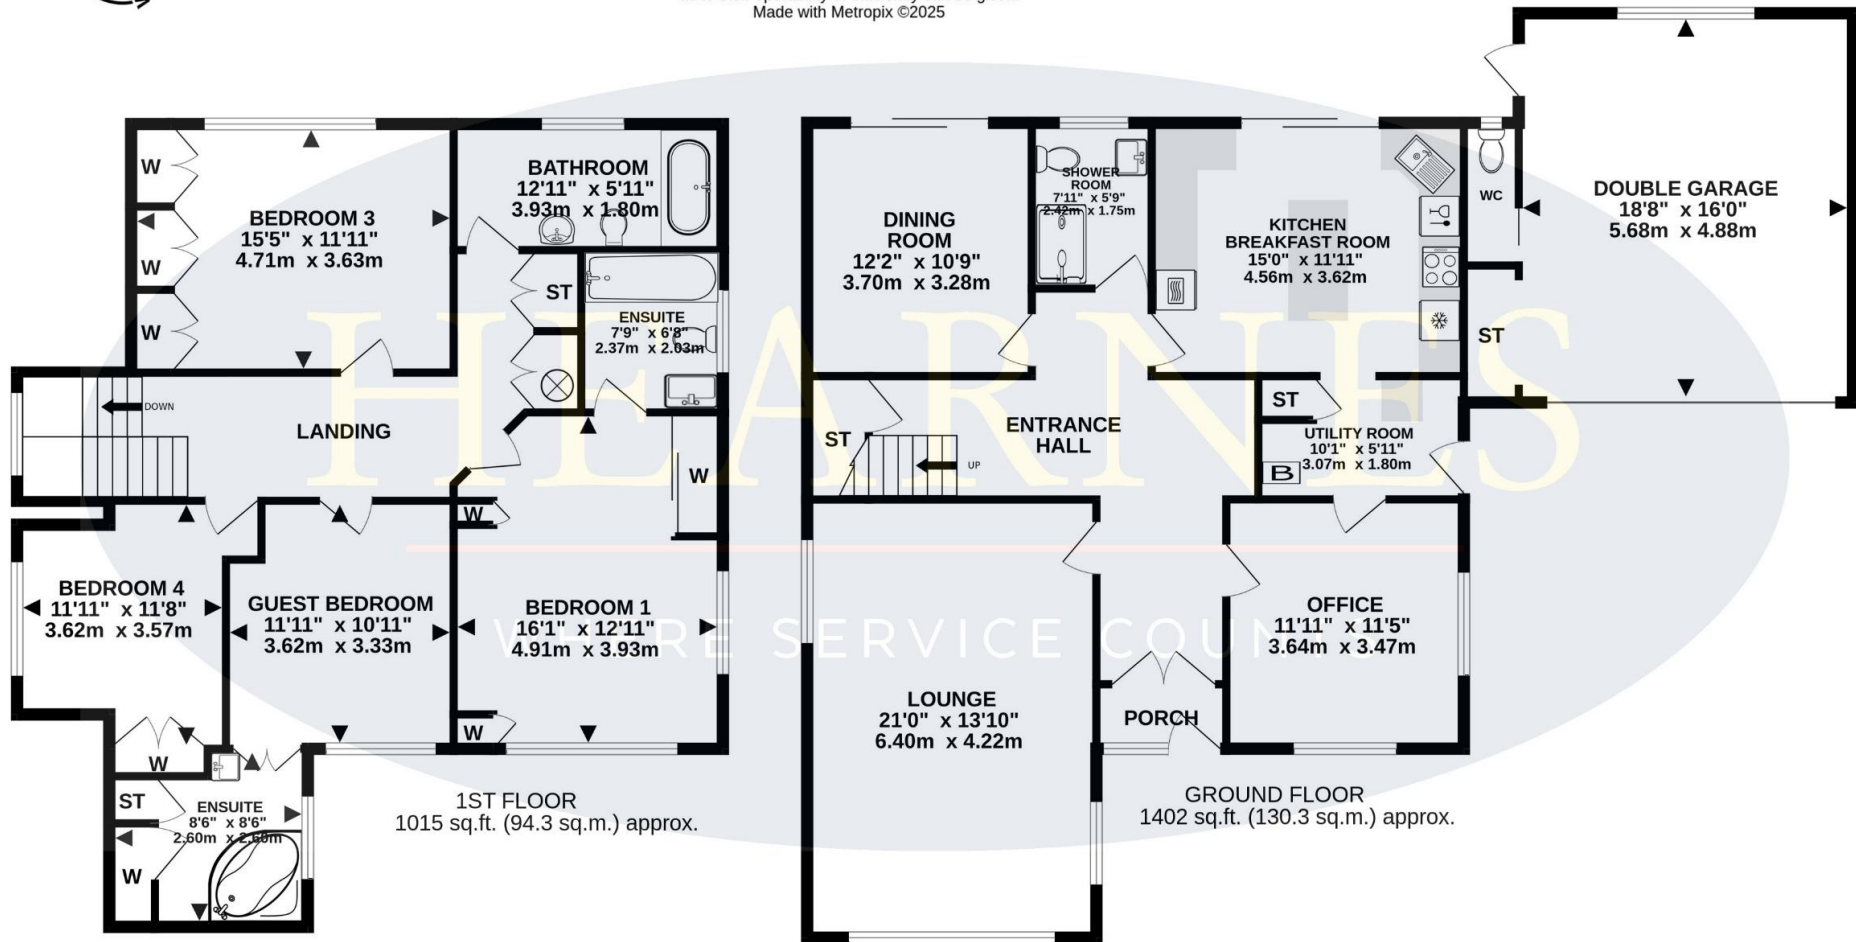 Made with Metropix ©2025
W
W
W
BEDROOM 3
15'5" x 11'11"
4.71m x 3.63m
BATHROOM
12'11" x 5'11"
3.93m x 1.80m
ST
ENSUITE
7'9" x 6'8"
2.37m x 2.03m
DOWN
LANDING
W
W
BEDROOM 4
11'11" x 11'8"
3.62m x 3.57m
GUEST BEDROOM
11'11" x 10'11"
3.62m x 3.33m
BEDROOM 1
16'1" x 12'11"
4.91m x 3.93m
W
W
ST
ENSUITE
8'6" x 8'6"
2.60m x 2.60m
W
1ST FLOOR
1015 sq.ft. (94.3 sq.m.) approx.
DINING
ROOM
12'2" x 10'9"
3.70m x 3.28m
SHOWER
ROOM
7'11" x 5'9"
2.42m x 1.75m
KITCHEN
BREAKFAST ROOM
15'0" x 11'11"
4.56m x 3.62m
WC
DOUBLE GARAGE
18'8" x 16'0"
5.68m x 4.88m
ST
ST
UP
ENTRANCE
HALL
ST
UTILITY ROOM
10'1" x 5'11"
3.07m x 1.80m
B
OFFICE
11'11" x 11'5"
3.64m x 3.47m
LOUNGE
21'0" x 13'10"
6.40m x 4.22m
PORCH
GROUND FLOOR
1402 sq.ft. (130.3 sq.m.) approx.
HEARNES
WHERE SERVICE COUNTS